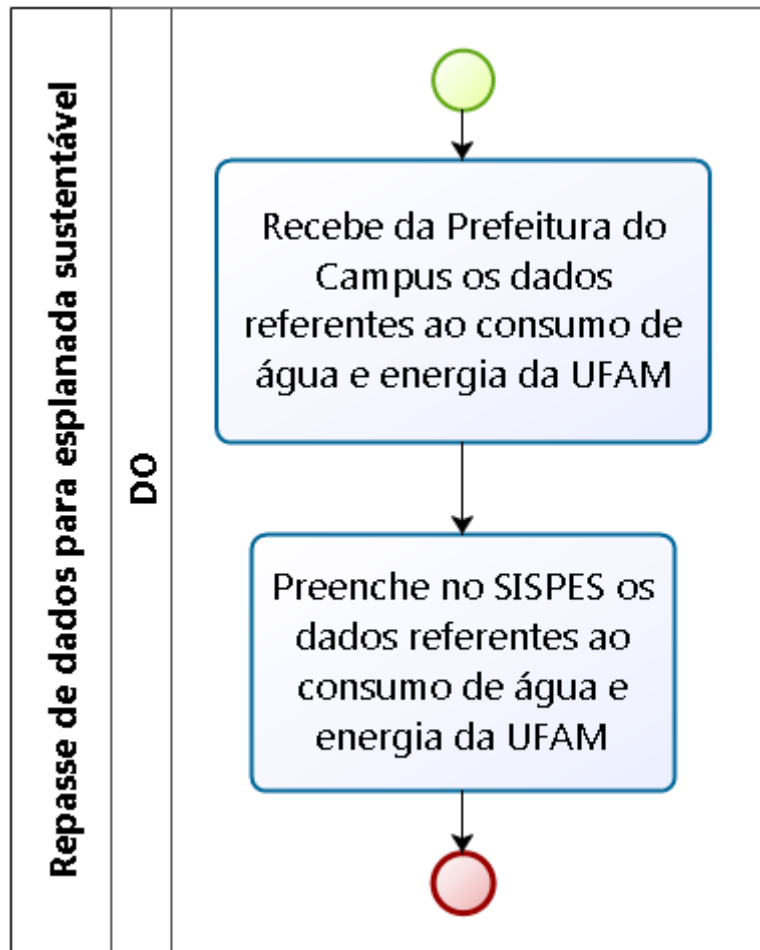 Repasse de dados para esplanada sustentável
DO
Recebe da Prefeitura do
Campus os dados
referentes ao consumo de
água e energia da UFAM
Preenche no SISPES os
dados referentes ao
consumo de água e
energia da UFAM